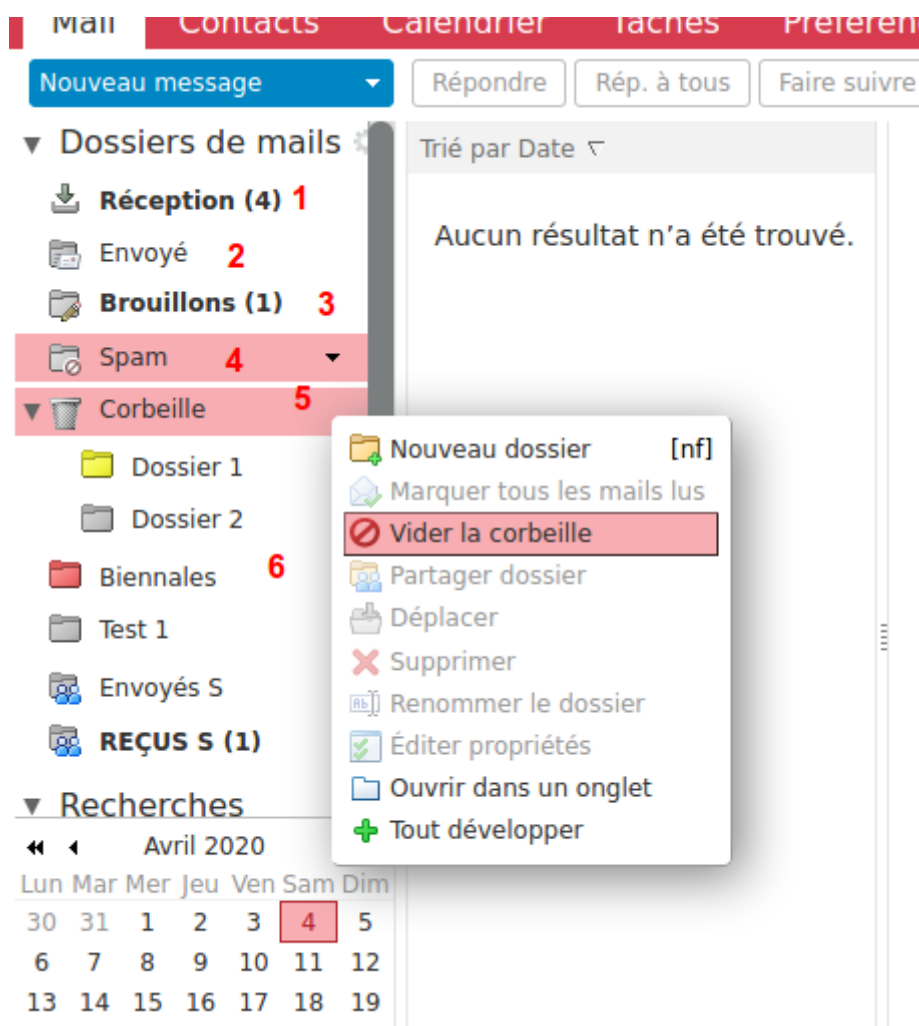 Mail Contacts Calendrier Tâches Préféren
Nouveau message Répondre Rép. à tous Faire suivre
Dossiers de mails
Trié par Date
Réception (4) 1
Aucun résultat n’a été trouvé.
Envoyé 2
Brouillons (1) 3
Spam 4
Corbeille 5
Dossier 1
Dossier 2
Biennales 6
Test 1
Envoyés S
REÇUS S (1)
Nouveau dossier [nf]
Marquer tous les mails lus
Vider la corbeille
Partager dossier
Déplacer
Supprimer
Renommer le dossier
Éditer propriétés
Ouvrir dans un onglet
Tout développer
Recherches
Avril 2020
Lun Mar Mer Jeu Ven Sam Dim
30 31 1 2 3 4 5
6 7 8 9 10 11 12
13 14 15 16 17 18 19